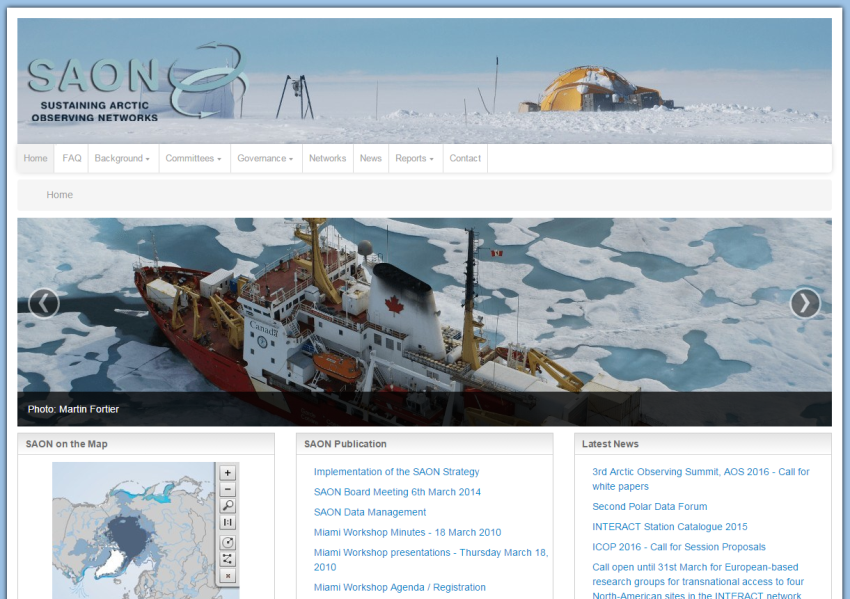 SAON
SUSTAINING ARCTIC
OBSERVING NETWORKS
Home FAQ Background Committees Governance Networks News Reports Contact
Home
Canada
Photo: Martin Fortier
SAON on the Map
SAON Publication
Implementation of the SAON Strategy
SAON Board Meeting 6th March 2014
SAON Data Management
Miami Workshop Minutes - 18 March 2010
Miami Workshop presentations - Thursday March 18,
2010
Miami Workshop Agenda / Registration
Latest News
3rd Arctic Observing Summit, AOS 2016 - Call for
white papers
Second Polar Data Forum
INTERACT Station Catalogue 2015
ICOP 2016 - Call for Session Proposals
Call open until 31st March for European-based
research groups for transnational access to four
North-American sites in the INTERACT network